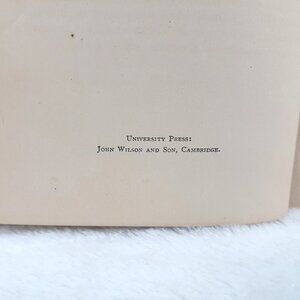 University Press:
John Wilson and Son, Cambridge.